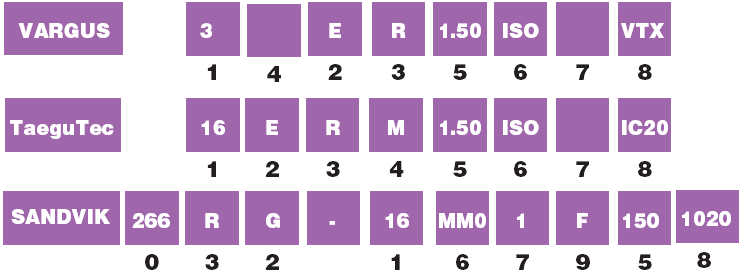 VARGUS 3 E R 1.50 ISO VTX
1 4 2 3 5 6 7 8
TaeguTec 16 E R M 1.50 ISO IC20
1 2 3 4 5 6 7 8
SANDVIK 266 R G - 16 MM0 1 F 150 1020
0 3 2 1 6 7 9 5 8